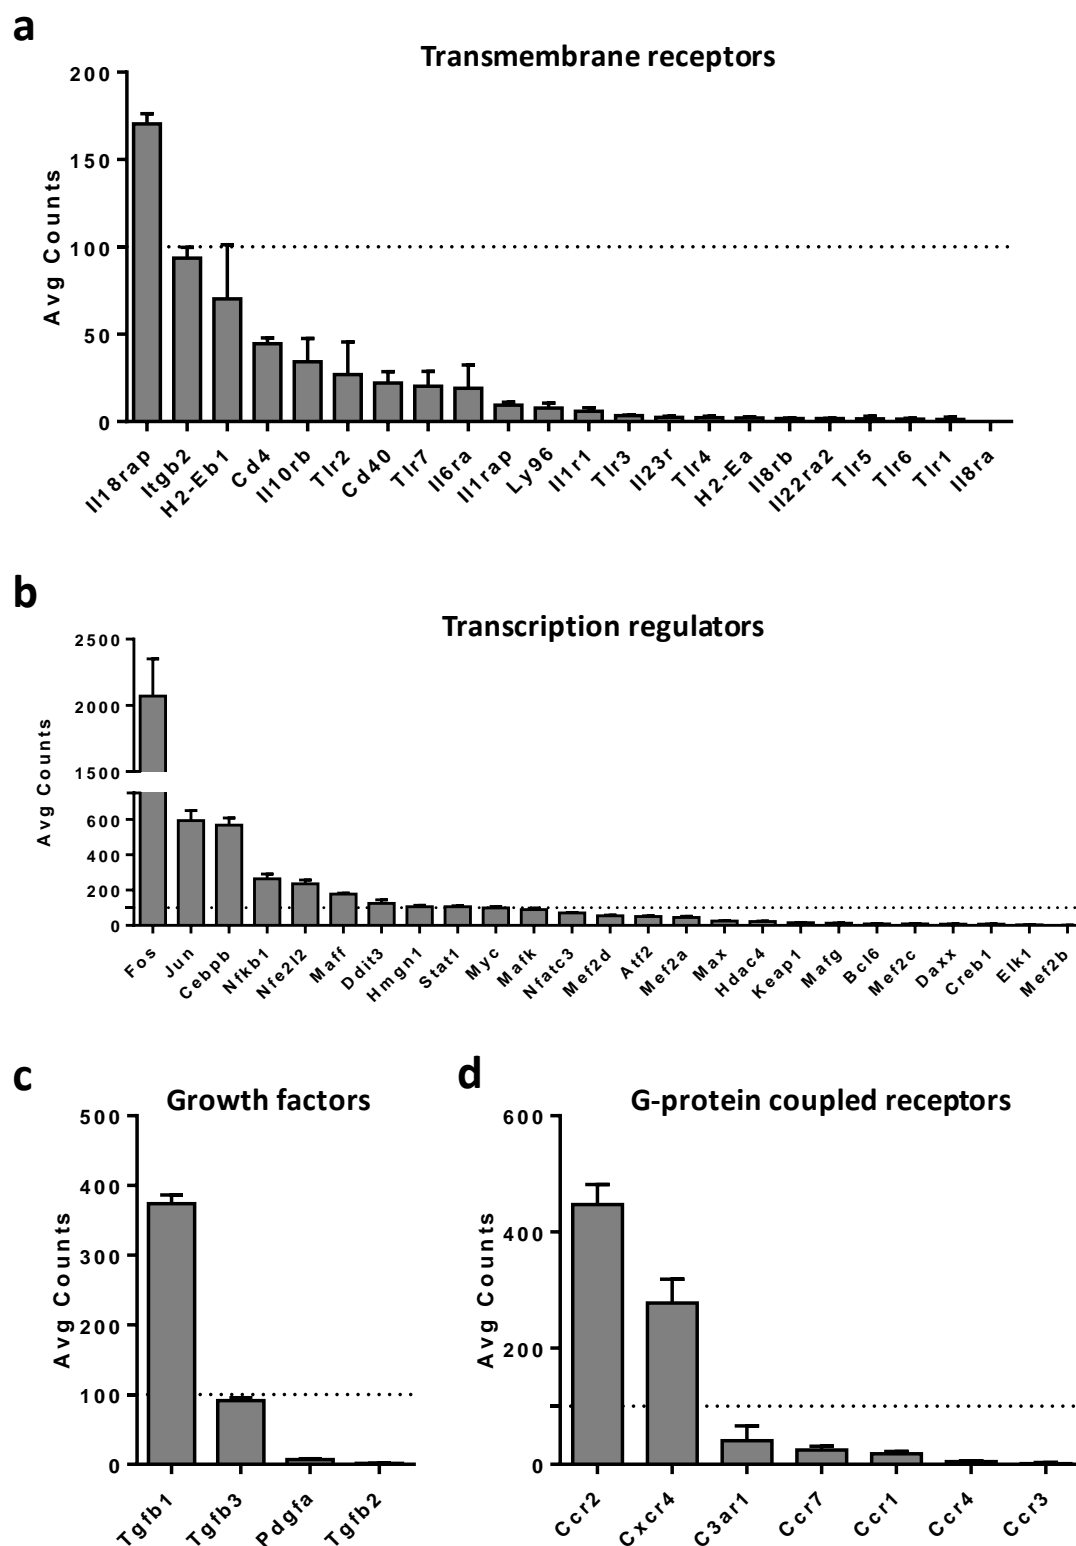 a
Transmembrane receptors
Avg Counts
200
150
100
50
0
Il18rap
Itgb2
H2-Eb1
Cd4
Il10rb
Tlr2
Cd40
Tlr7
Il6ra
Il1rap
Ly96
Il1r1
Tlr3
Il23r
Tlr4
H2-Ea
Il8rb
Il22ra2
Tlr5
Tlr6
Tlr1
Il8ra
b
Transcription regulators
Avg Counts
2500
2000
1500
600
400
200
0
Fos
Jun
Cebpb
Nfkb1
Nfe2l2
Maff
Ddit3
Hmgn1
Stat1
Myc
Mafk
Nfatc3
Mef2d
Atf2
Mef2a
Max
Hdac4
Keap1
Mafg
Bcl6
Mef2c
Daxx
Creb1
Elk1
Mef2b
c
Growth factors
Avg Counts
500
400
300
200
100
0
Tgfb1
Tgfb3
Pdgfa
Tgfb2
d
G-protein coupled receptors
Avg Counts
600
400
200
0
Ccr2
Cxcr4
C3ar1
Ccr7
Ccr1
Ccr4
Ccr3